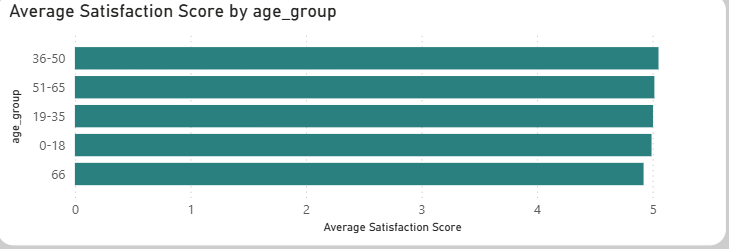 Average Satisfaction Score by age_group
age_group
36-50
51-65
19-35
0-18
66
0 1 2 3 4 5
Average Satisfaction Score